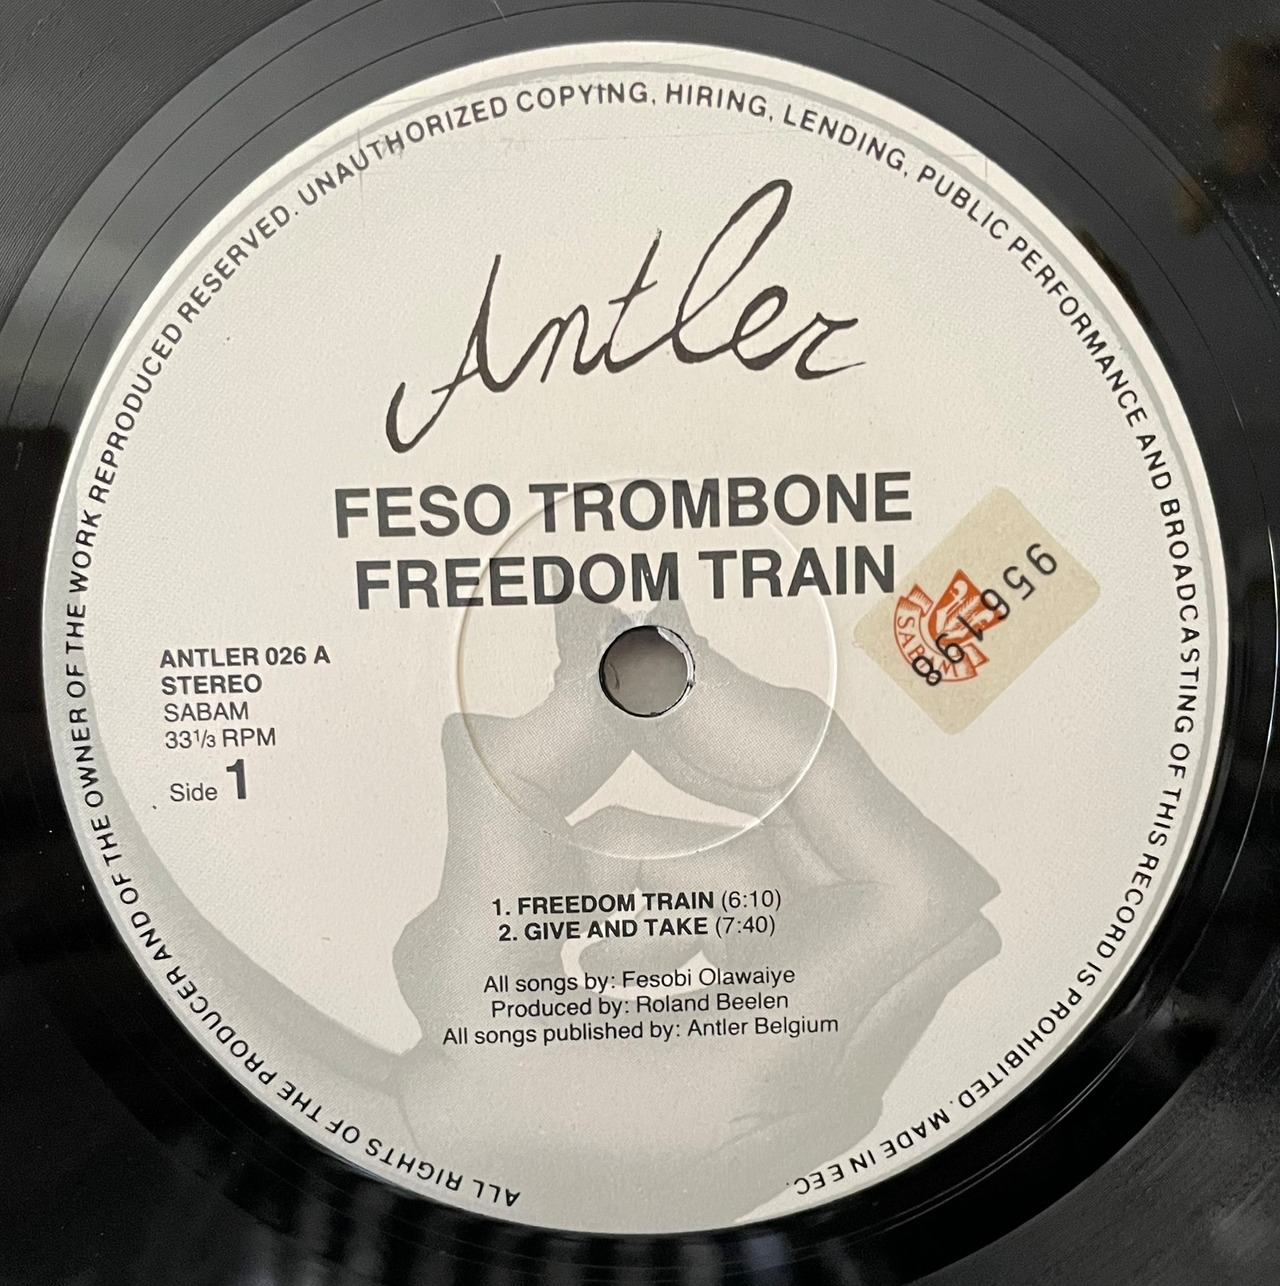 ALL RIGHTS OF THE PRODUCER AND OF THE OWNER OF THE WORK REPRODUCED RESERVED. UNAUTHORIZED COPYING, HIRING, LENDING, PUBLIC PERFORMANCE AND BROADCASTING OF THIS RECORD IS PROHIBITED. MADE IN EEC.
Antler
FESO TROMBONE
FREEDOM TRAIN
956198
SABAM
ANTLER 026 A
STEREO
SABAM
33⅓ RPM
Side 1
1. FREEDOM TRAIN (6:10)
2. GIVE AND TAKE (7:40)
All songs by: Fesobi Olawaiye
Produced by: Roland Beelen
All songs published by: Antler Belgium